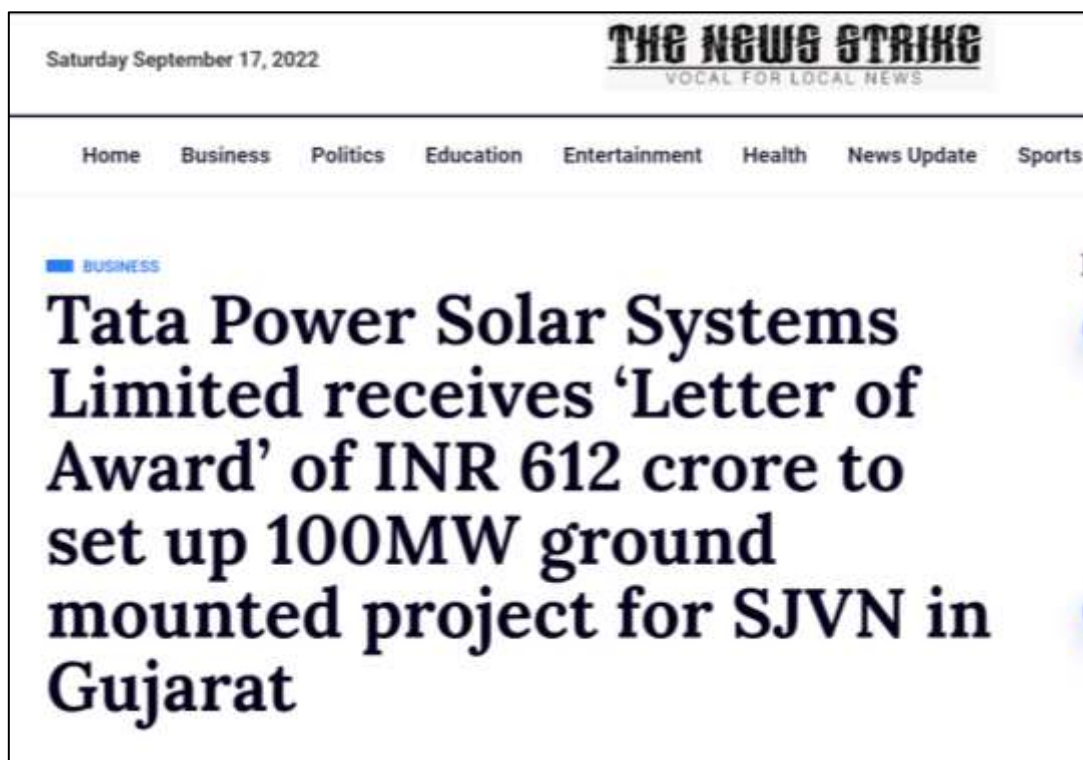 Saturday September 17, 2022
THE NEWS STRIKE
VOCAL FOR LOCAL NEWS
Home Business Politics Education Entertainment Health News Update Sports
BUSINESS
Tata Power Solar Systems
Limited receives ‘Letter of
Award’ of INR 612 crore to
set up 100MW ground
mounted project for SJVN in
Gujarat